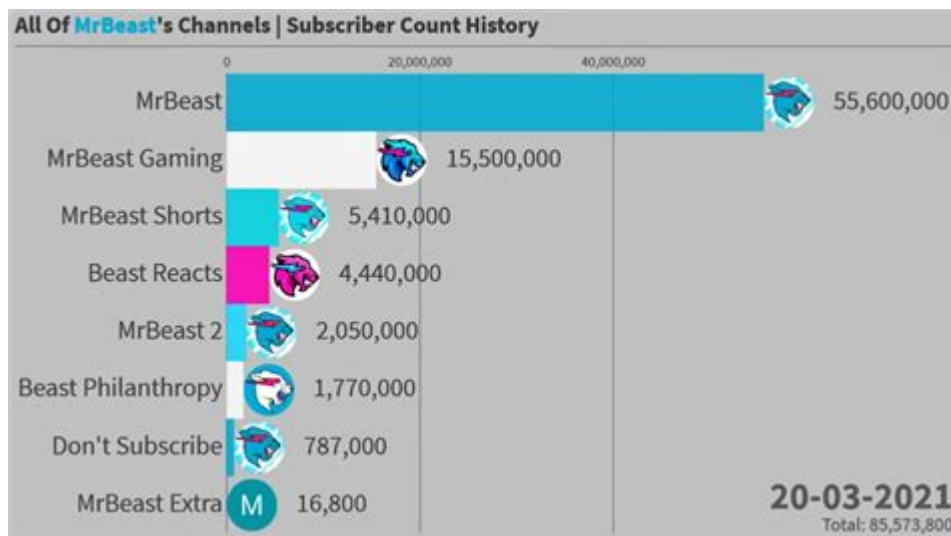 All Of MrBeast's Channels | Subscriber Count History
0 20,000,000 40,000,000
MrBeast 55,600,000
MrBeast Gaming 15,500,000
MrBeast Shorts 5,410,000
Beast Reacts 4,440,000
MrBeast 2 2,050,000
Beast Philanthropy 1,770,000
Don't Subscribe 787,000
MrBeast Extra M 16,800
20-03-2021
Total: 85,573,800